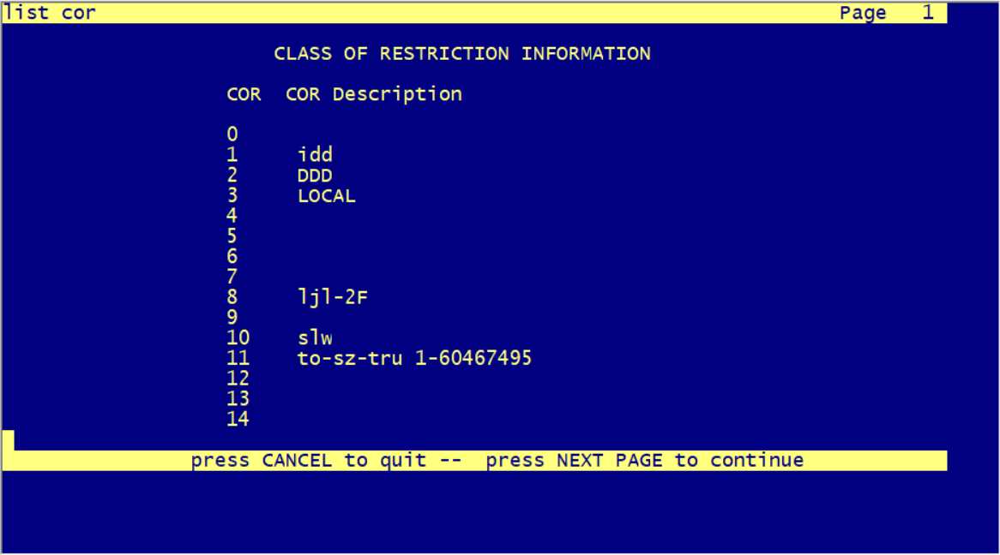 list cor Page 1
CLASS OF RESTRICTION INFORMATION
COR COR Description
0
1 idd
2 DDD
3 LOCAL
4
5
6
7
8 ljl-2F
9
10 slw
11 to-sz-tru 1-60467495
12
13
14
press CANCEL to quit -- press NEXT PAGE to continue